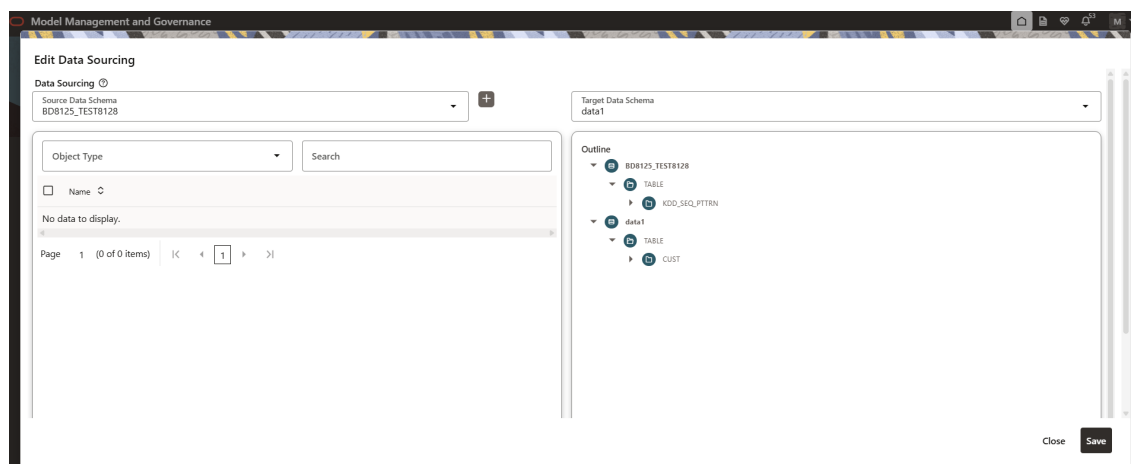 Model Management and Governance
53
M
Edit Data Sourcing
Data Sourcing
Source Data Schema
BD8125_TEST8128
Target Data Schema
data1
Object Type
Search
Name
No data to display.
Page 1 (0 of 0 items) 1
Outline
BD8125_TEST8128
TABLE
KDD_SEQ_PTTRN
data1
TABLE
CUST
Close
Save